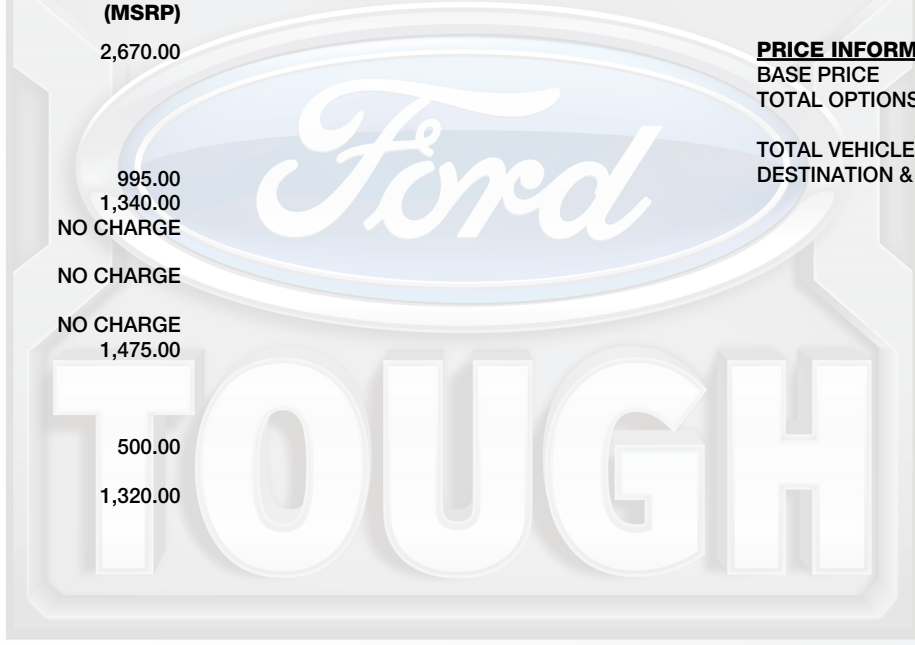 (MSRP)
2,670.00
995.00
1,340.00
NO CHARGE
NO CHARGE
NO CHARGE
1,475.00
500.00
1,320.00
PRICE INFORM
BASE PRICE
TOTAL OPTIONS
TOTAL VEHICLE
DESTINATION &
Ford
TOUGH